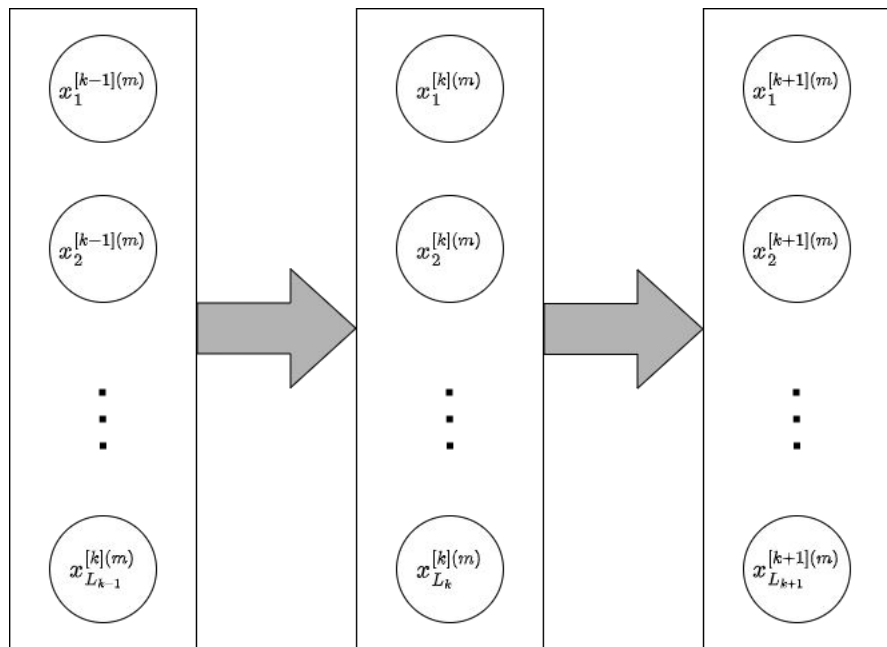 x_1^{[k-1](m)} x_1^{[k](m)} x_1^{[k+1](m)}
x_2^{[k-1](m)} x_2^{[k](m)} x_2^{[k+1](m)}
x_{L_{k-1}}^{[k](m)} x_{L_k}^{[k](m)} x_{L_{k+1}}^{[k+1](m)}